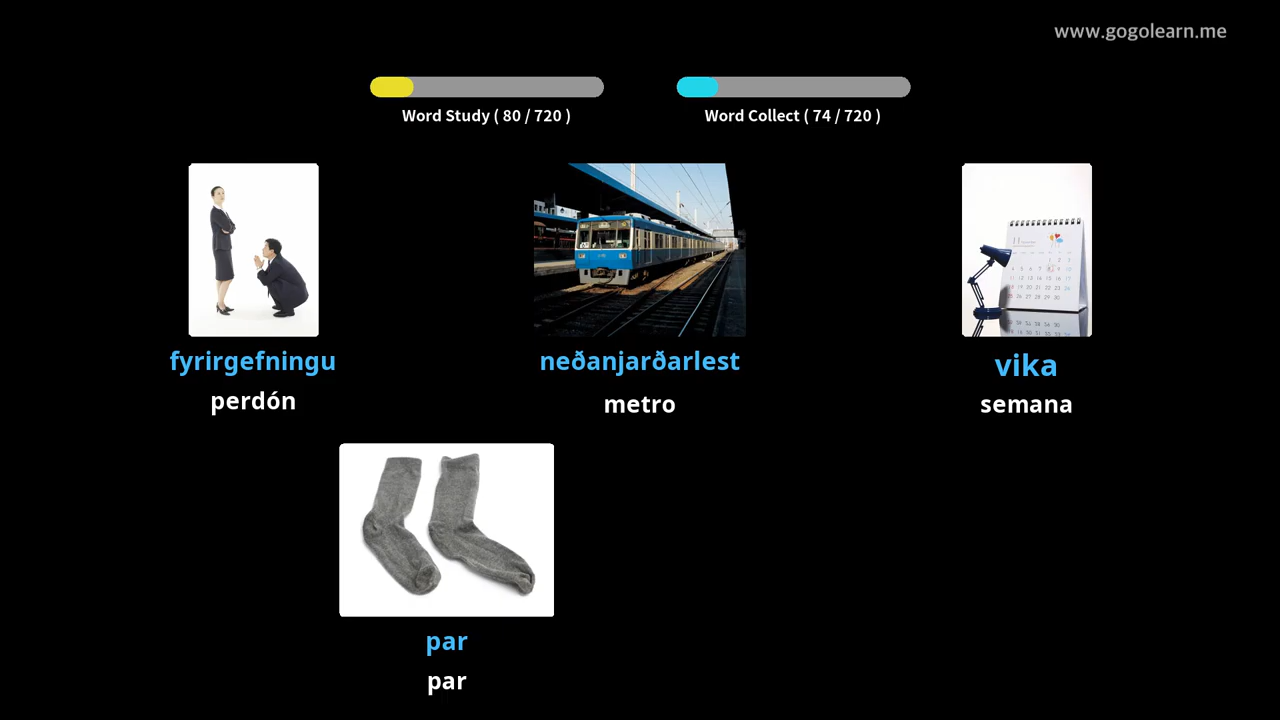 www.gogolearn.me
Word Study ( 80 / 720 )
Word Collect ( 74 / 720 )
fyrirgefningu
perdón
neðanjarðarlest
metro
vika
semana
par
par